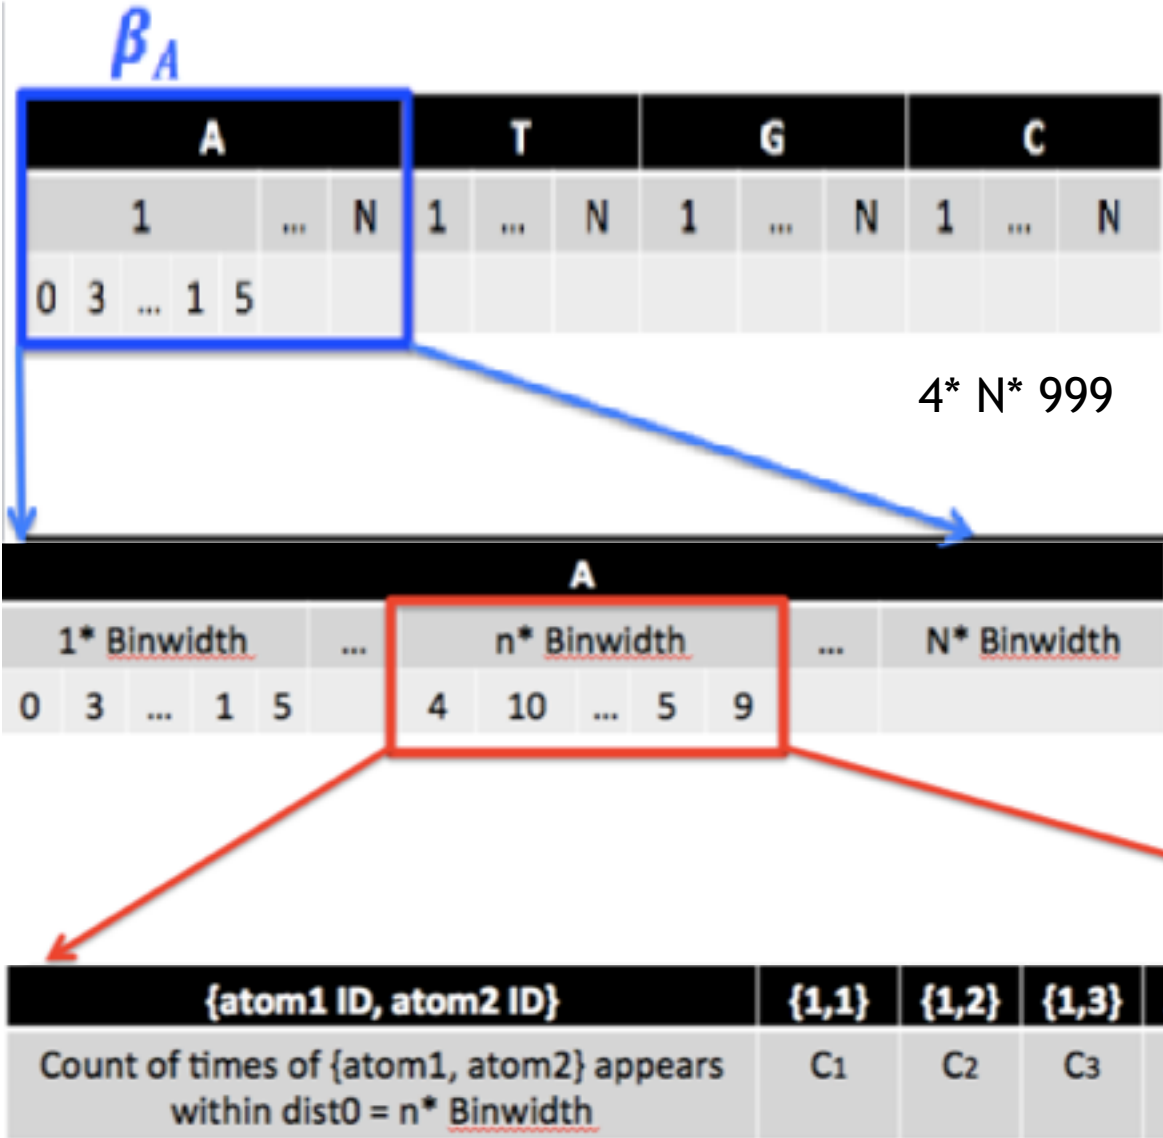 βA
A T G C
1 ... N 1 ... N 1 ... N 1 ... N
0 3 ... 1 5
4* N* 999
A
1* Binwidth ... n* Binwidth ... N* Binwidth
0 3 ... 1 5 4 10 ... 5 9
{atom1 ID, atom2 ID} {1,1} {1,2} {1,3}
Count of times of {atom1, atom2} appears C1 C2 C3
within dist0 = n* Binwidth